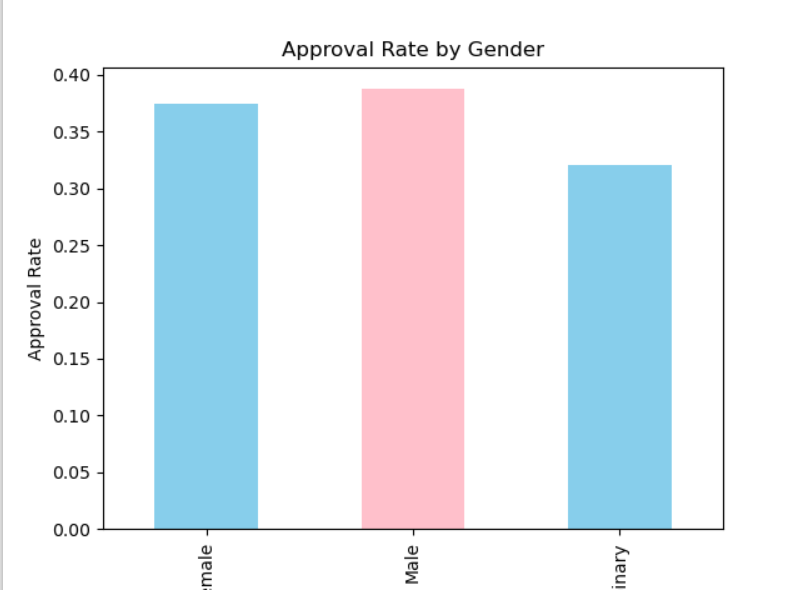 Approval Rate by Gender
Approval Rate
0.40
0.35
0.30
0.25
0.20
0.15
0.10
0.05
0.00
emale
Male
inary